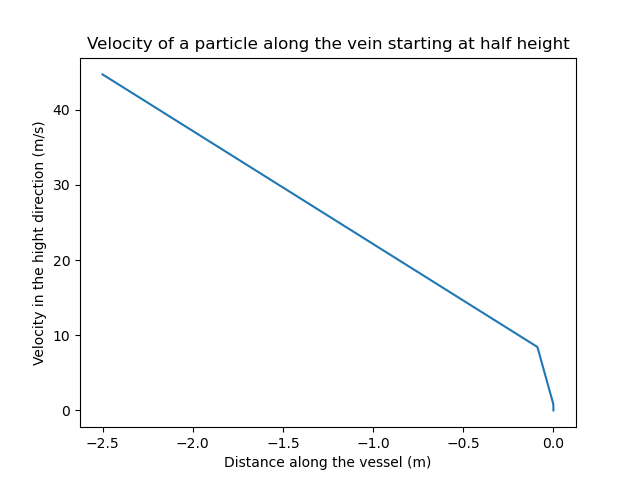 Velocity of a particle along the vein starting at half height
Velocity in the hight direction (m/s)
40
30
20
10
0
−2.5 −2.0 −1.5 −1.0 −0.5 0.0
Distance along the vessel (m)